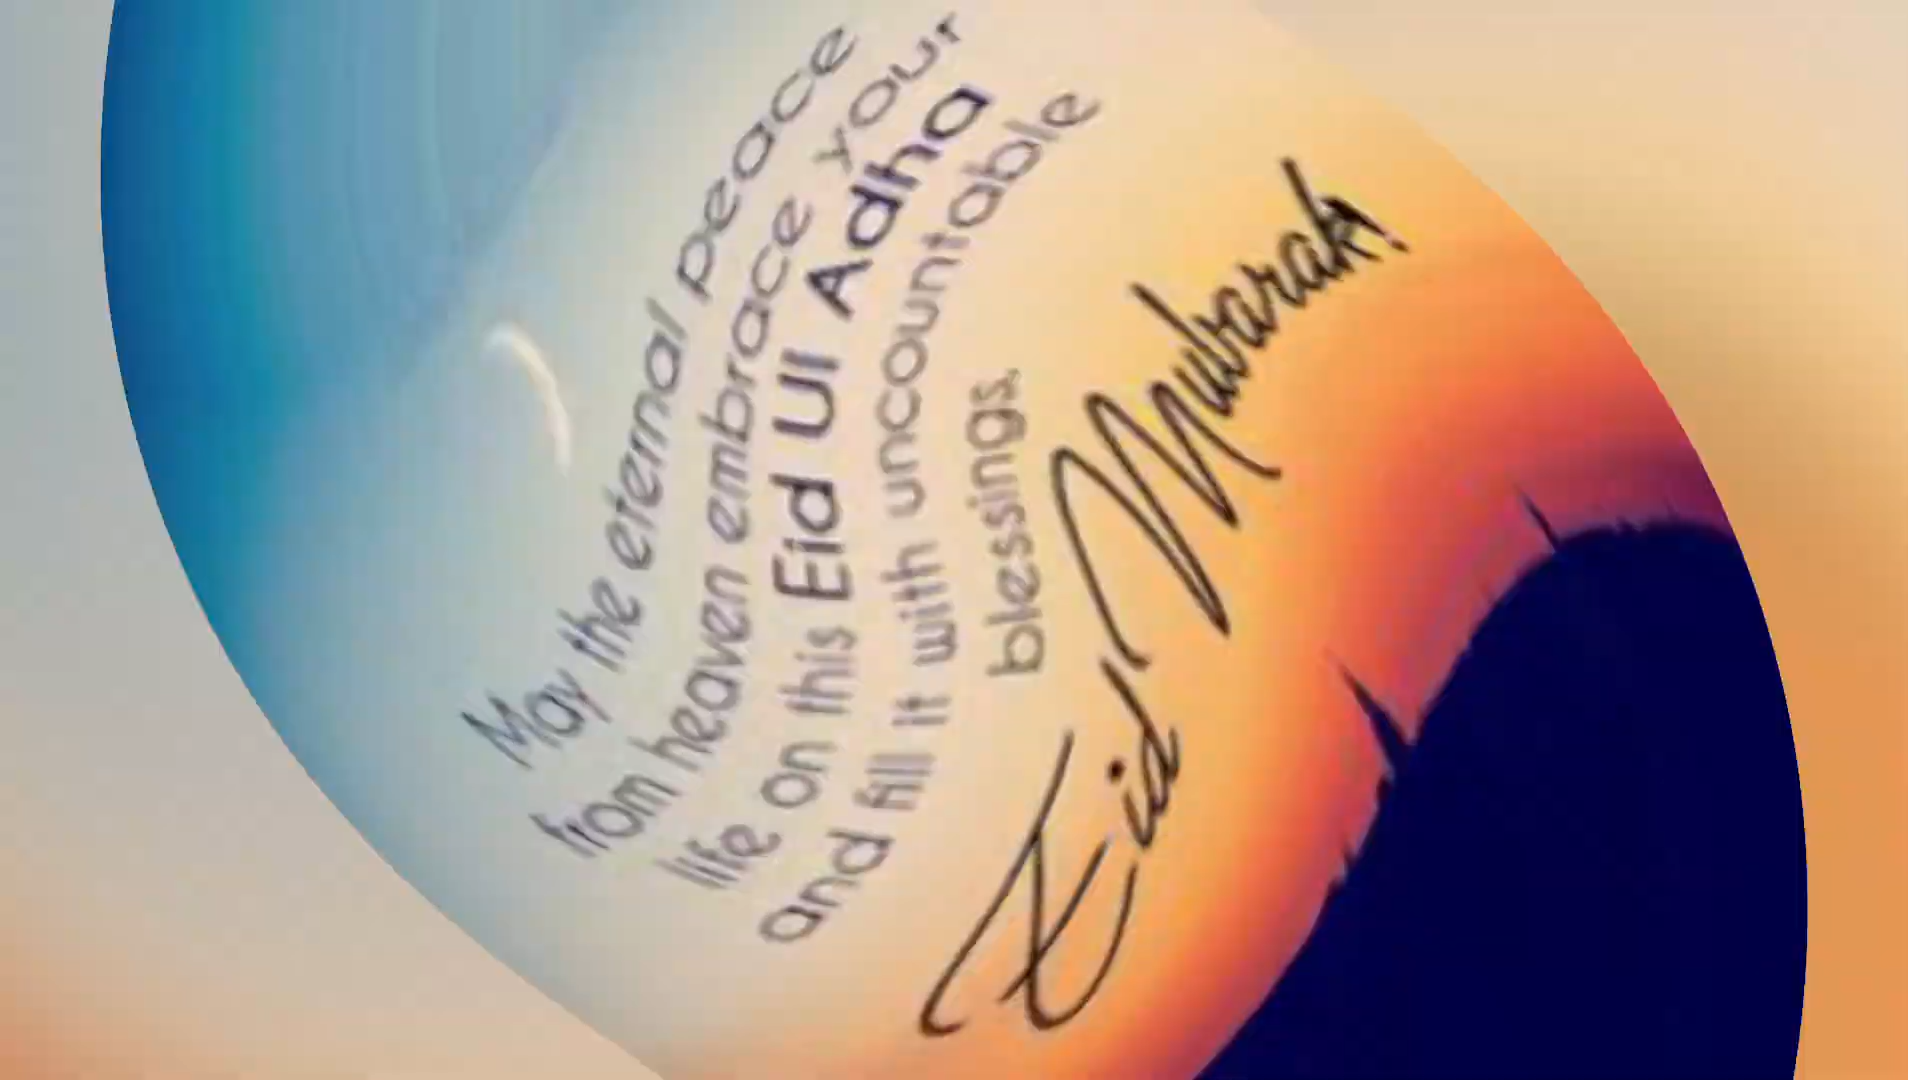 May the eternal peace
from heaven embrace your
life on this Eid Ul Adha
and fill it with uncountable
blessings.
Eid Mubarak!